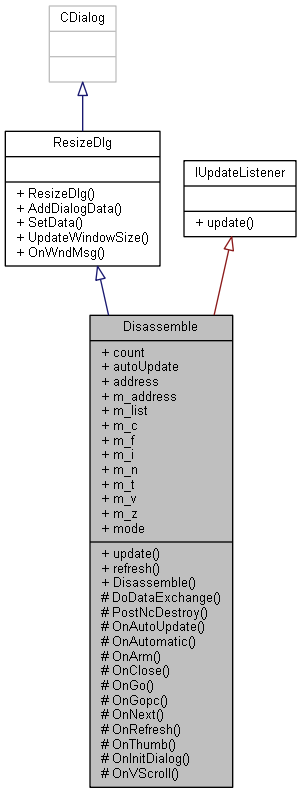 CDialog
ResizeDlg
+ ResizeDlg()
+ AddDialogData()
+ SetData()
+ UpdateWindowSize()
+ OnWndMsg()
IUpdateListener
+ update()
Disassemble
+ count
+ autoUpdate
+ address
+ m_address
+ m_list
+ m_c
+ m_f
+ m_i
+ m_n
+ m_t
+ m_v
+ m_z
+ mode
+ update()
+ refresh()
+ Disassemble()
# DoDataExchange()
# PostNcDestroy()
# OnAutoUpdate()
# OnAutomatic()
# OnArm()
# OnClose()
# OnGo()
# OnGopc()
# OnNext()
# OnRefresh()
# OnThumb()
# OnInitDialog()
# OnVScroll()